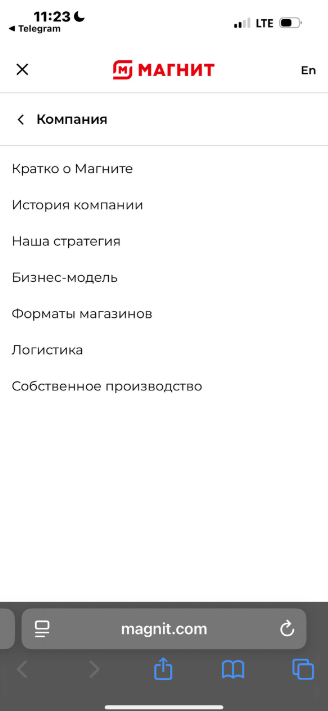 11:23
LTE
◀ Telegram
МАГНИТ
En
Компания
Кратко о Магните
История компании
Наша стратегия
Бизнес-модель
Форматы магазинов
Логистика
Собственное производство
magnit.com